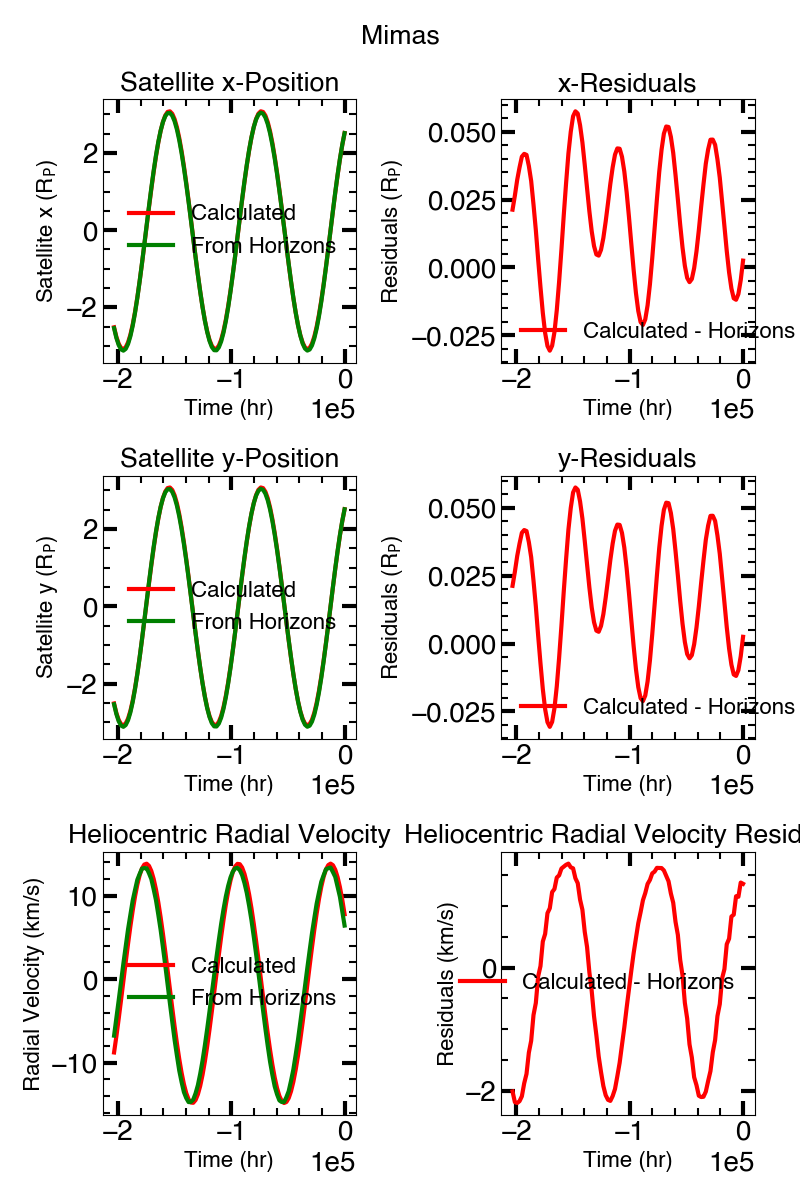 Mimas
Satellite x-Position
Satellite x (Rₚ)
2
0
−2
Calculated
From Horizons
−2 −1 0
Time (hr) 1e5
x-Residuals
Residuals (Rₚ)
0.050
0.025
0.000
−0.025
Calculated - Horizons
−2 −1 0
Time (hr) 1e5
Satellite y-Position
Satellite y (Rₚ)
2
0
−2
Calculated
From Horizons
−2 −1 0
Time (hr) 1e5
y-Residuals
Residuals (Rₚ)
0.050
0.025
0.000
−0.025
Calculated - Horizons
−2 −1 0
Time (hr) 1e5
Heliocentric Radial Velocity
Radial Velocity (km/s)
10
0
−10
Calculated
From Horizons
−2 −1 0
Time (hr) 1e5
Heliocentric Radial Velocity Resid
Residuals (km/s)
0
−2
Calculated - Horizons
−2 −1 0
Time (hr) 1e5